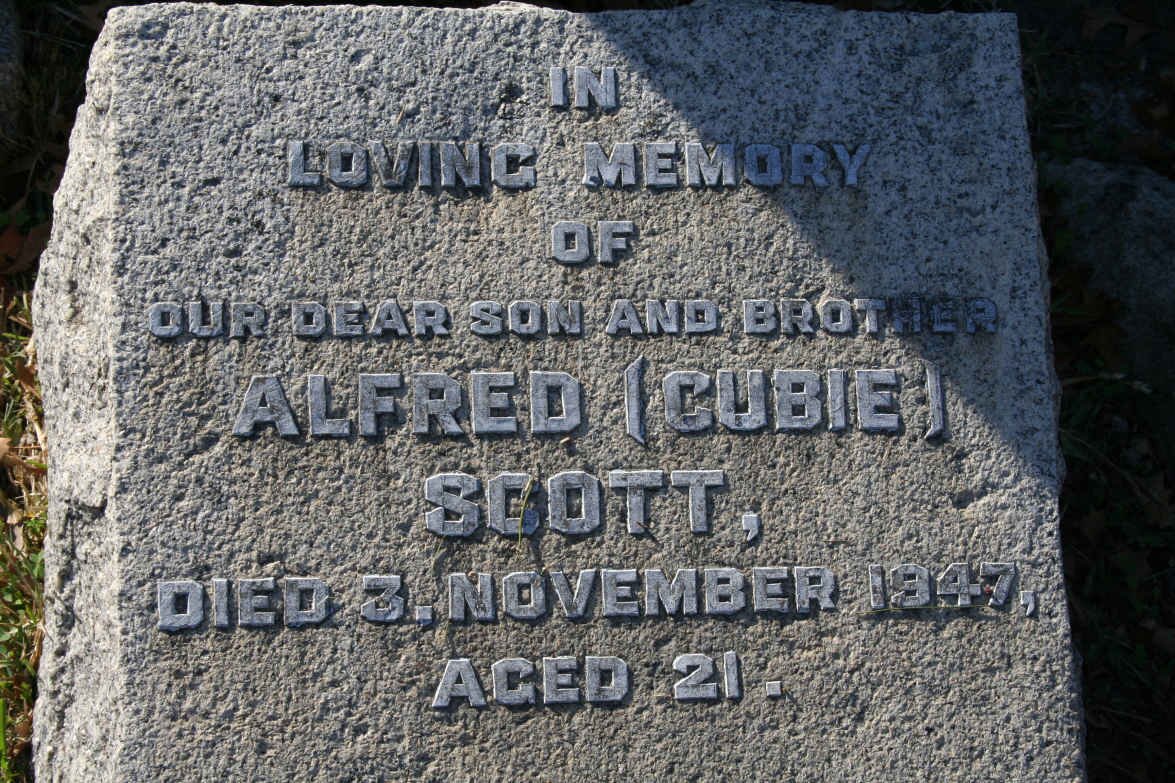 IN
LOVING MEMORY
OF
OUR DEAR SON AND BROTHER
ALFRED (CUBIE)
SCOTT,
DIED 3. NOVEMBER 1947,
AGED 21.